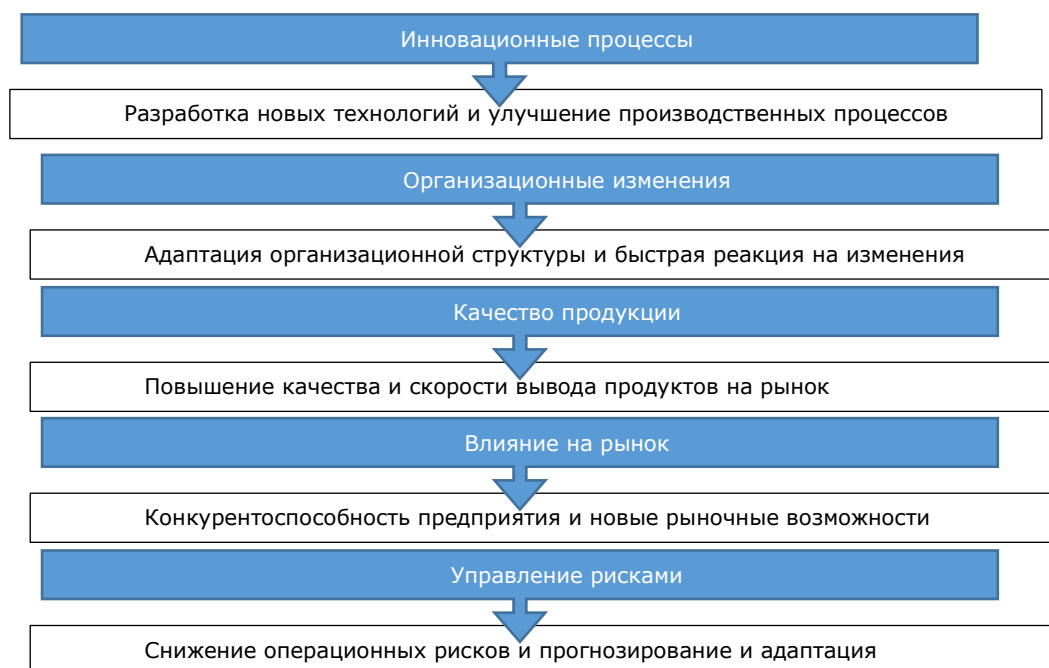 Инновационные процессы
Разработка новых технологий и улучшение производственных процессов
Организационные изменения
Адаптация организационной структуры и быстрая реакция на изменения
Качество продукции
Повышение качества и скорости вывода продуктов на рынок
Влияние на рынок
Конкурентоспособность предприятия и новые рыночные возможности
Управление рисками
Снижение операционных рисков и прогнозирование и адаптация